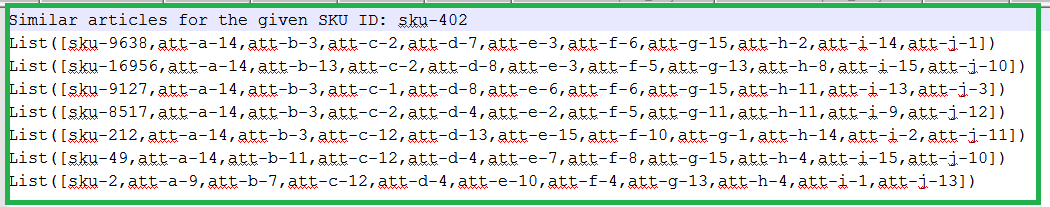 Similar articles for the given SKU ID: sku-402
List([sku-9638,att-a-14,att-b-3,att-c-2,att-d-7,att-e-3,att-f-6,att-g-15,att-h-2,att-i-14,att-j-1])
List([sku-16956,att-a-14,att-b-13,att-c-2,att-d-8,att-e-3,att-f-5,att-g-13,att-h-8,att-i-15,att-j-10])
List([sku-9127,att-a-14,att-b-3,att-c-1,att-d-8,att-e-6,att-f-6,att-g-15,att-h-11,att-i-13,att-j-3])
List([sku-8517,att-a-14,att-b-3,att-c-2,att-d-4,att-e-2,att-f-5,att-g-11,att-h-11,att-i-9,att-j-12])
List([sku-212,att-a-14,att-b-3,att-c-12,att-d-13,att-e-15,att-f-10,att-g-1,att-h-14,att-i-2,att-j-11])
List([sku-49,att-a-14,att-b-11,att-c-12,att-d-4,att-e-7,att-f-8,att-g-15,att-h-4,att-i-15,att-j-10])
List([sku-2,att-a-9,att-b-7,att-c-12,att-d-4,att-e-10,att-f-4,att-g-13,att-h-4,att-i-1,att-j-13])